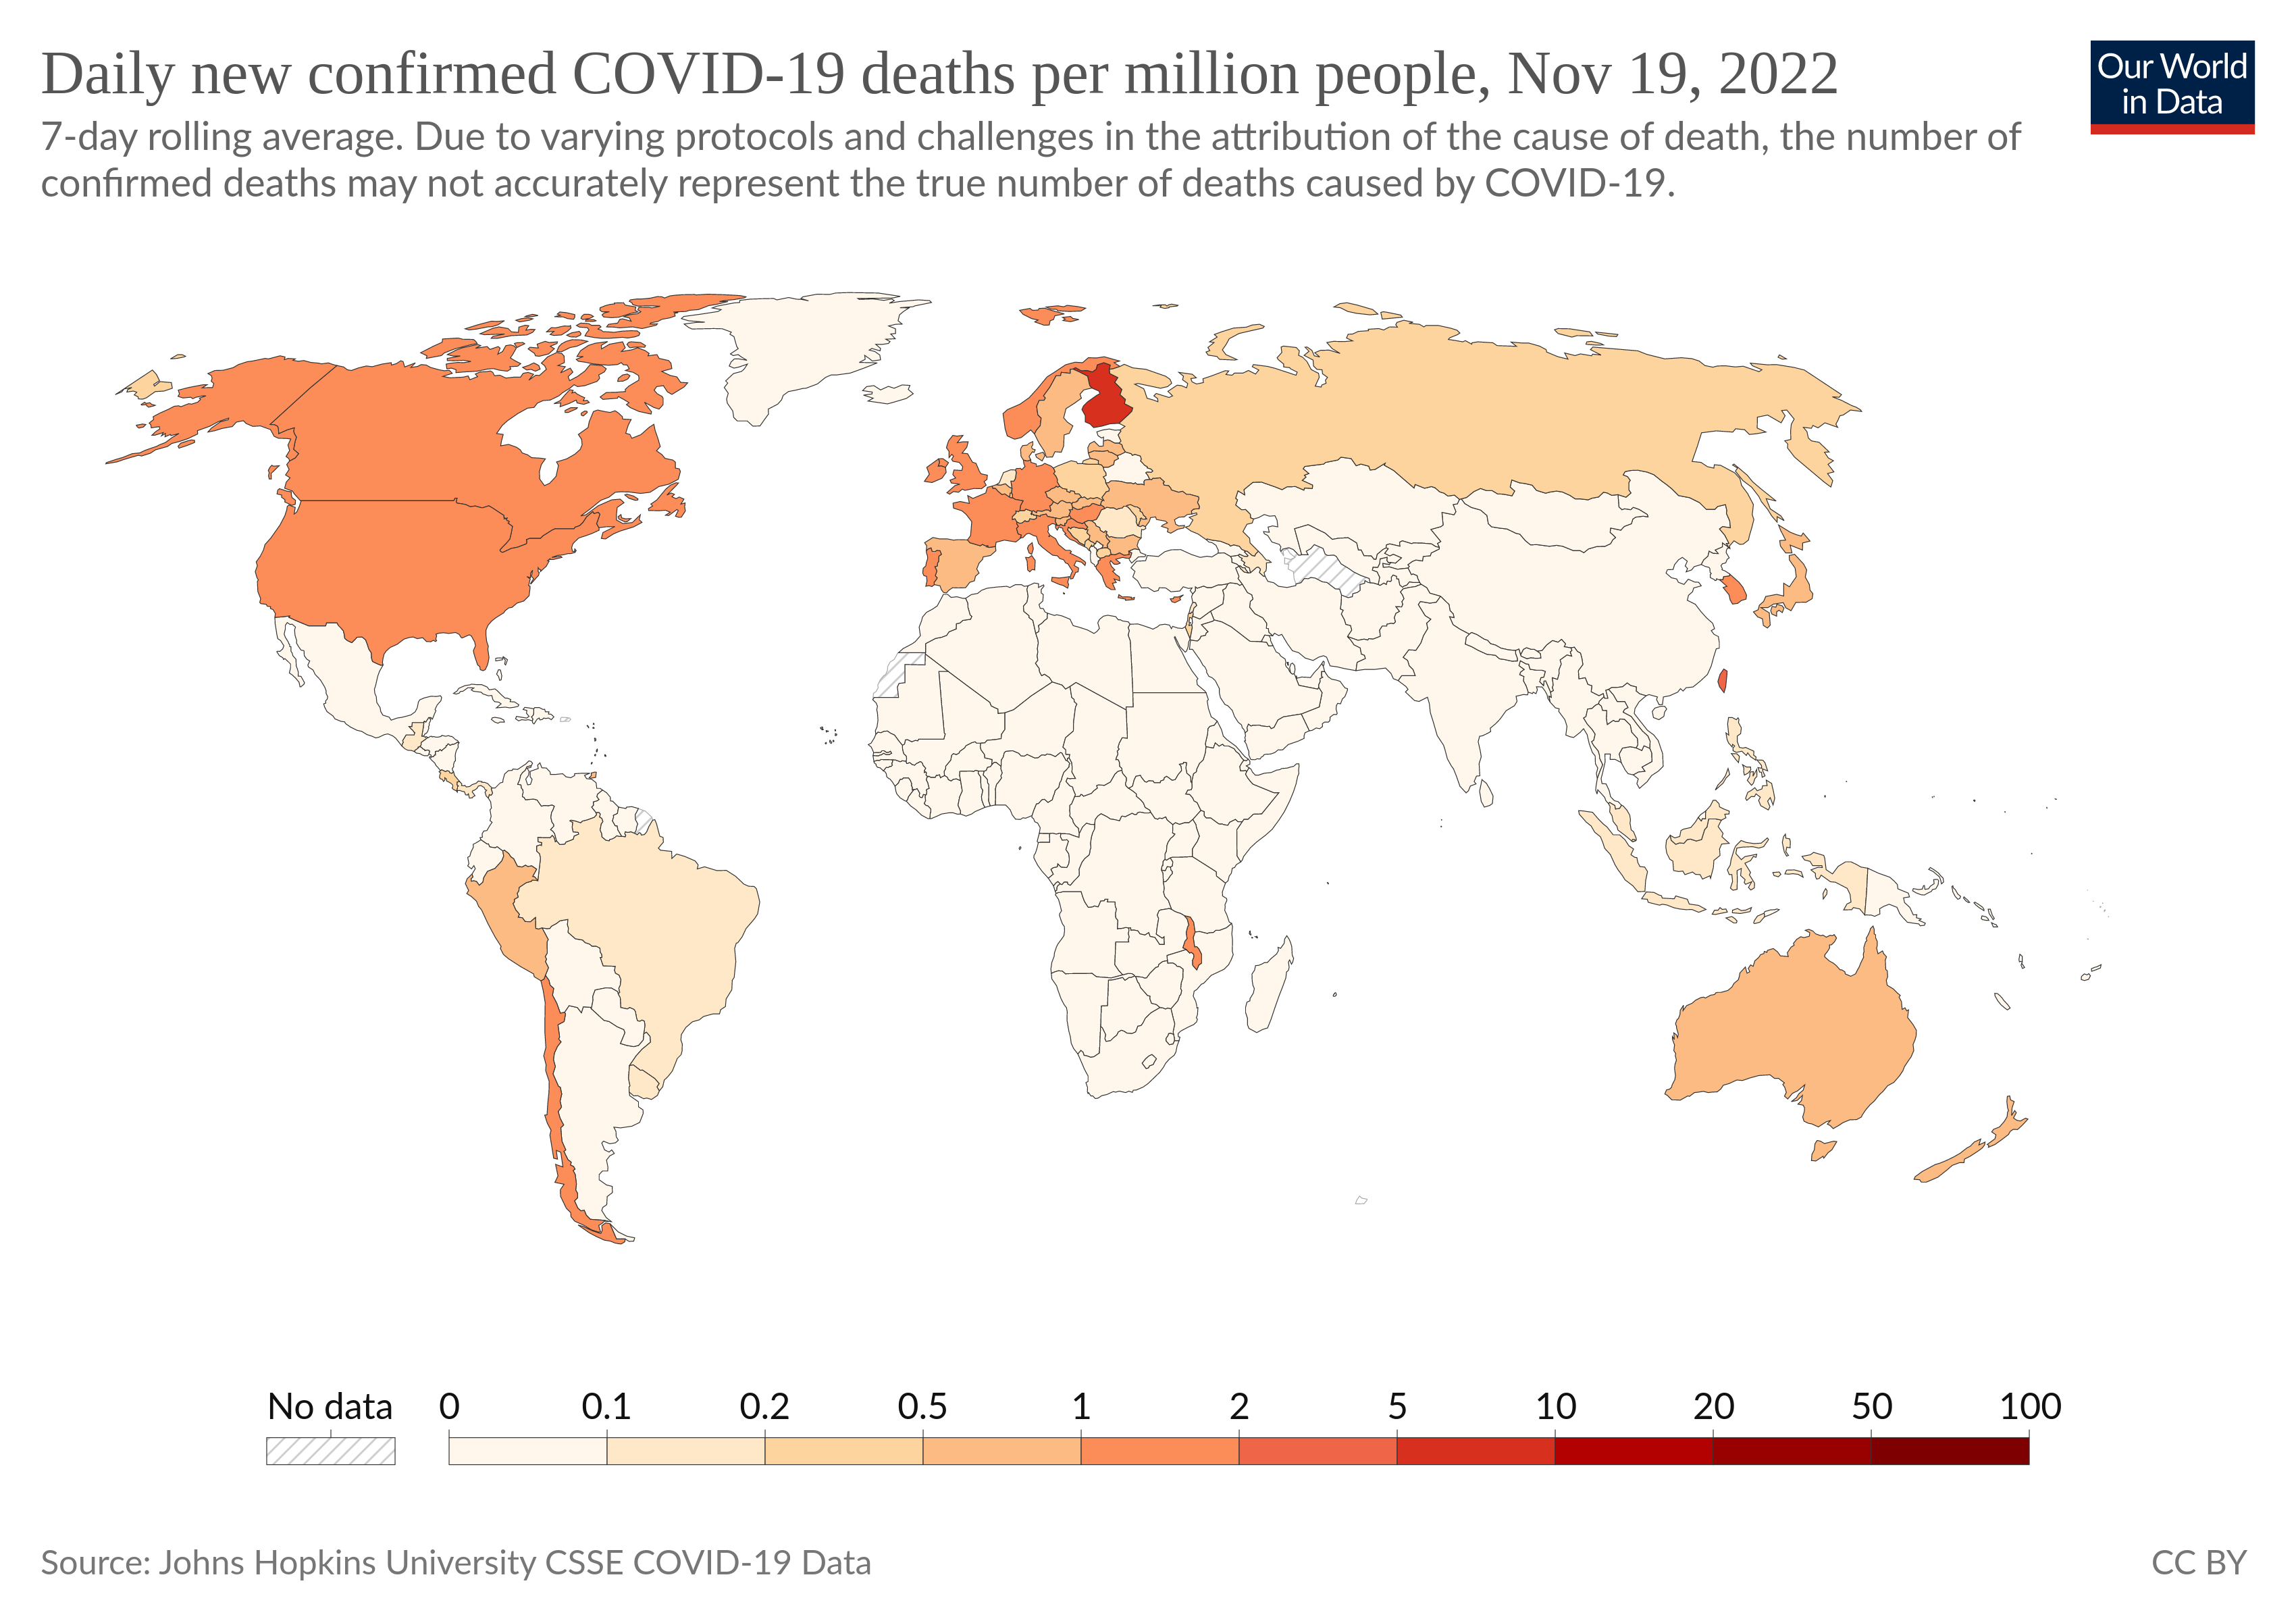 Daily new confirmed COVID-19 deaths per million people, Nov 19, 2022
Our World
in Data
7-day rolling average. Due to varying protocols and challenges in the attribution of the cause of death, the number of
confirmed deaths may not accurately represent the true number of deaths caused by COVID-19.
No data 0 0.1 0.2 0.5 1 2 5 10 20 50 100
Source: Johns Hopkins University CSSE COVID-19 Data
CC BY